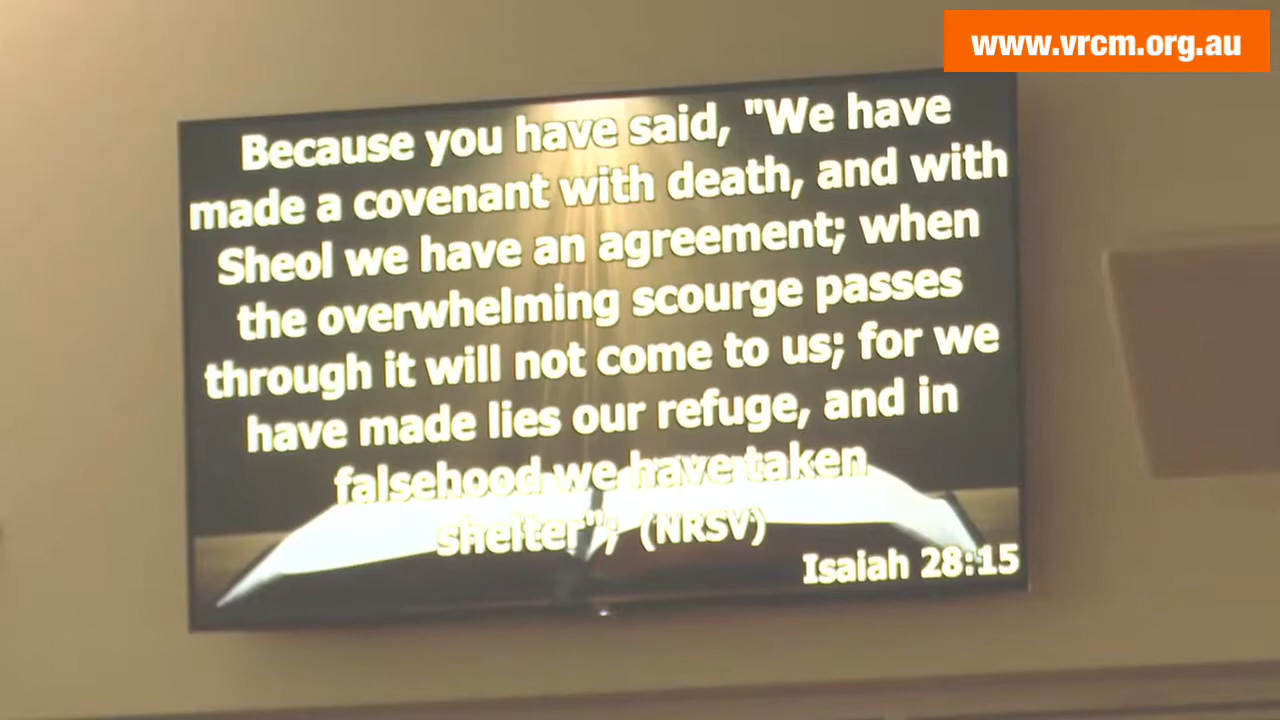 www.vrcm.org.au
Because you have said, "We have
made a covenant with death, and with
Sheol we have an agreement; when
the overwhelming scourge passes
through it will not come to us; for we
have made lies our refuge, and in
falsehood we have taken
shelter"; (NRSV)
Isaiah 28:15